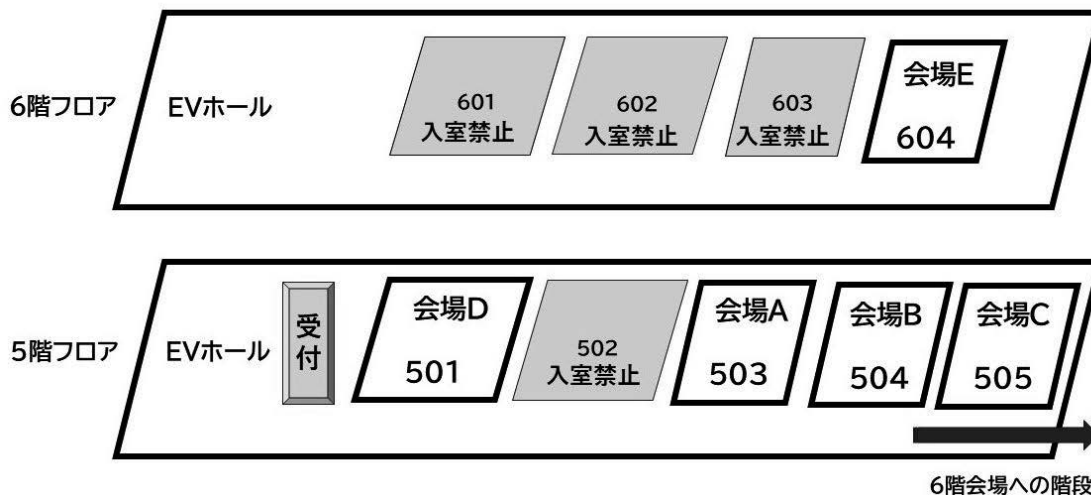 6階フロア
EVホール
601
入室禁止
602
入室禁止
603
入室禁止
会場E
604
5階フロア
EVホール
受付
会場D
501
502
入室禁止
会場A
503
会場B
504
会場C
505
6階会場への階段